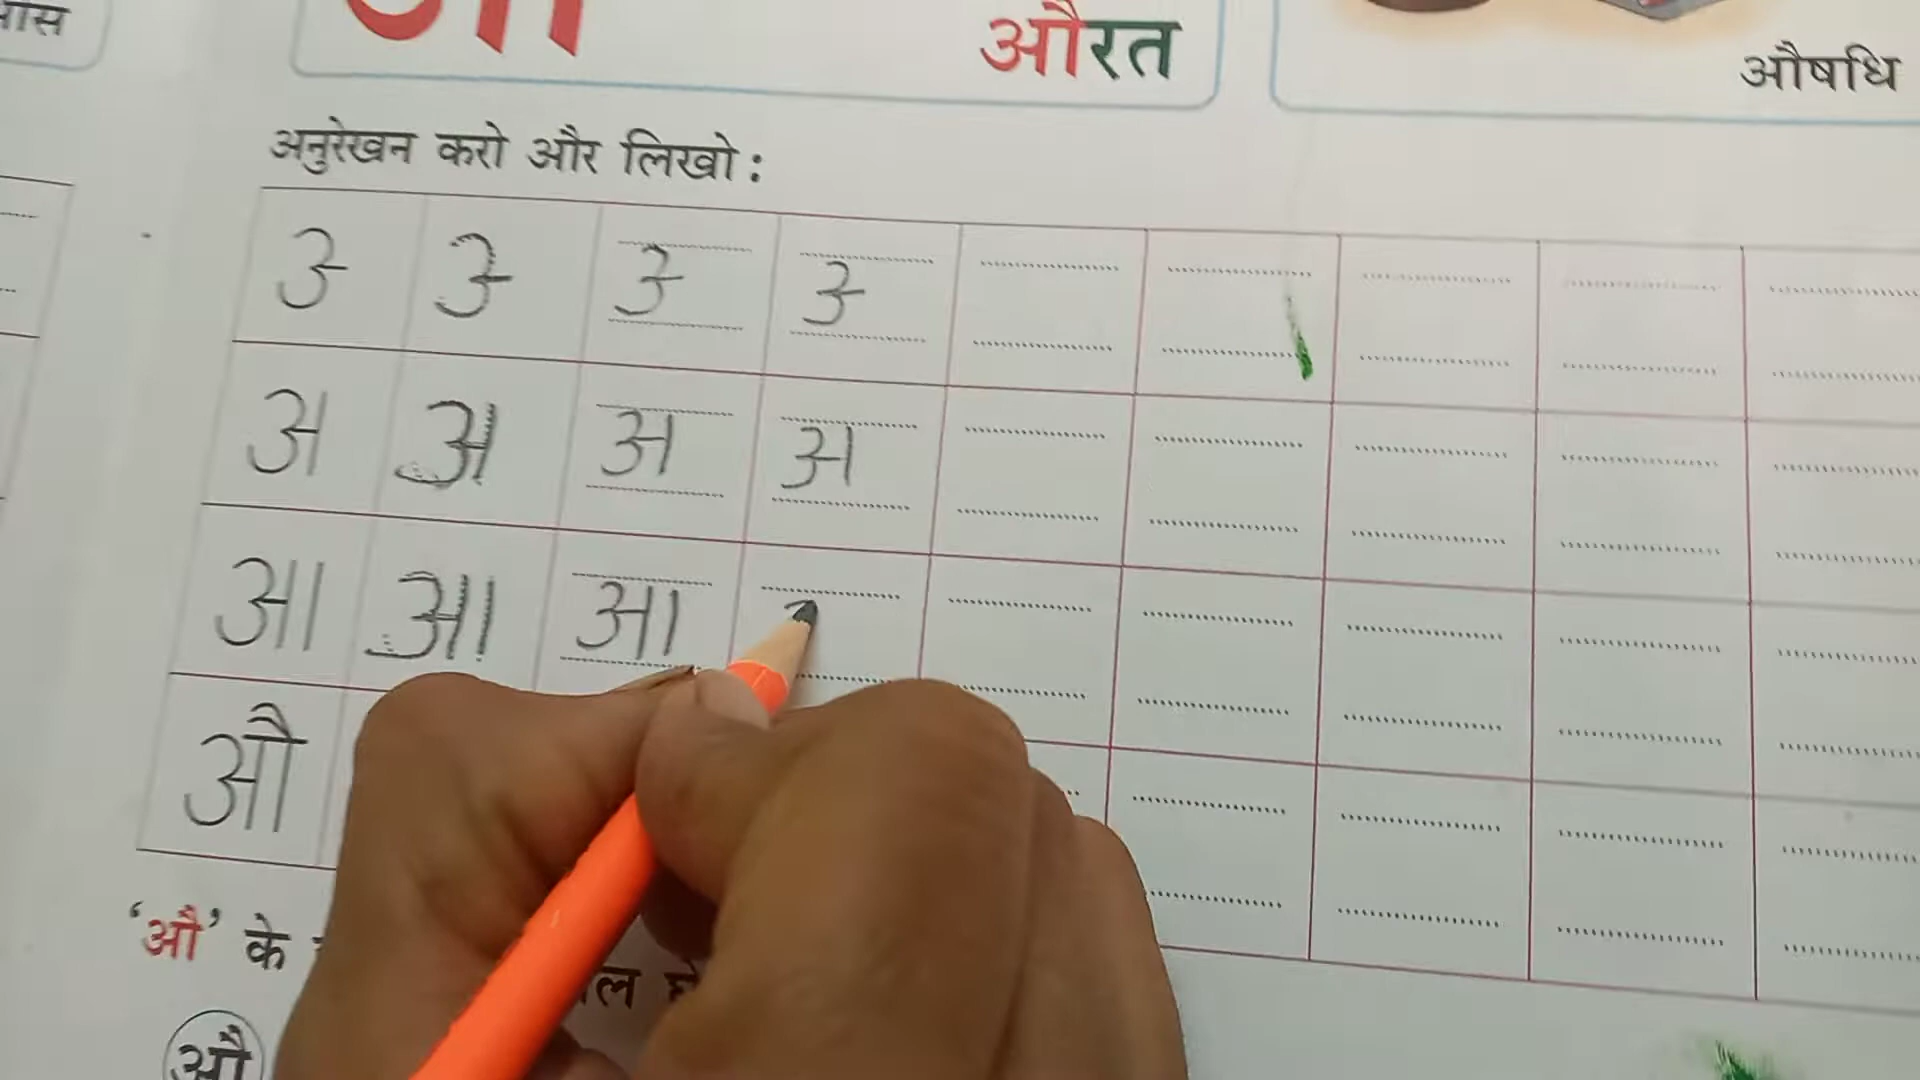 औरत
औषधि
अनुरेखन करो और लिखो :
उ उ उ उ
अ अ अ अ
आ आ आ
औ
‘औ’ के
औ